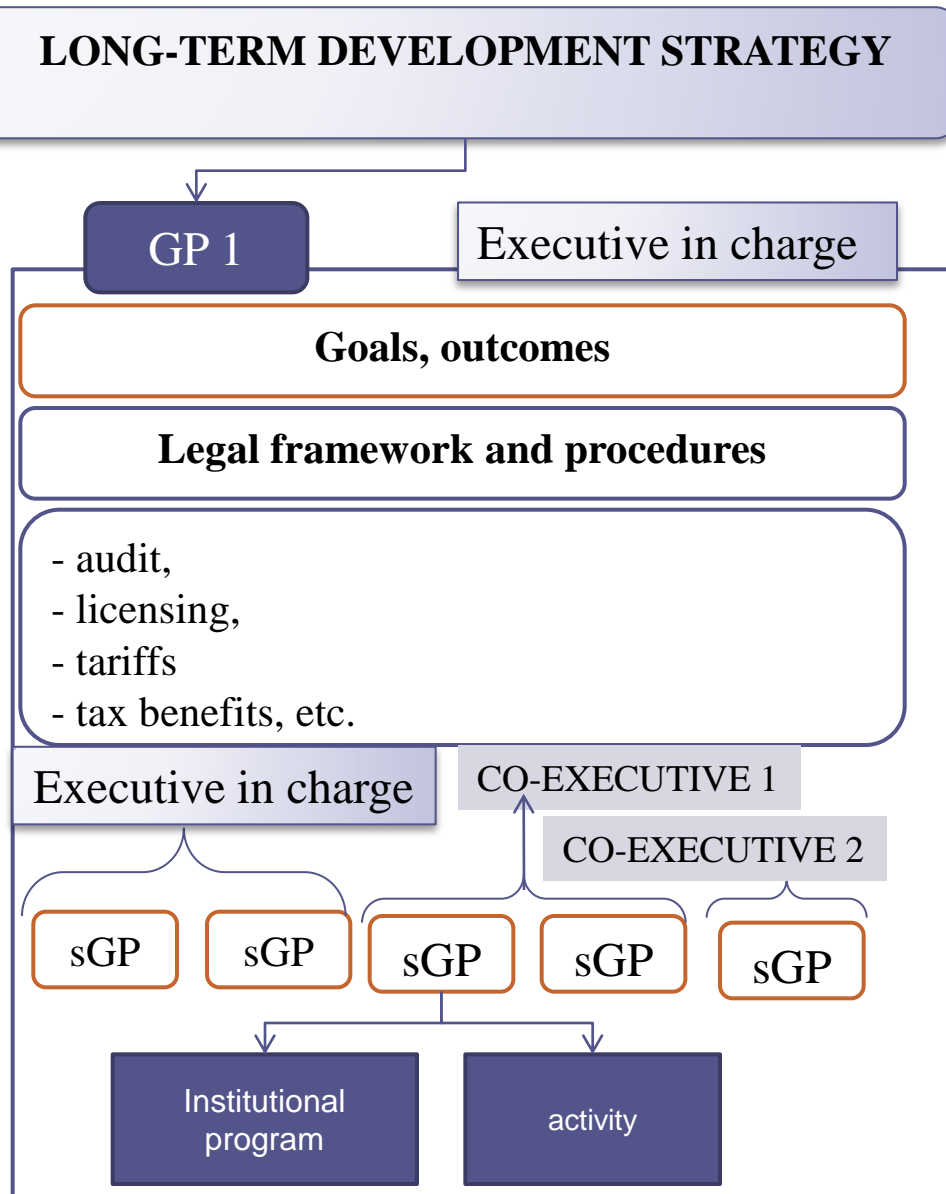 LONG-TERM DEVELOPMENT STRATEGY
GP 1
Executive in charge
Goals, outcomes
Legal framework and procedures
- audit,
- licensing,
- tariffs
- tax benefits, etc.
Executive in charge
CO-EXECUTIVE 1
CO-EXECUTIVE 2
sGP
sGP
sGP
sGP
sGP
Institutional
program
activity